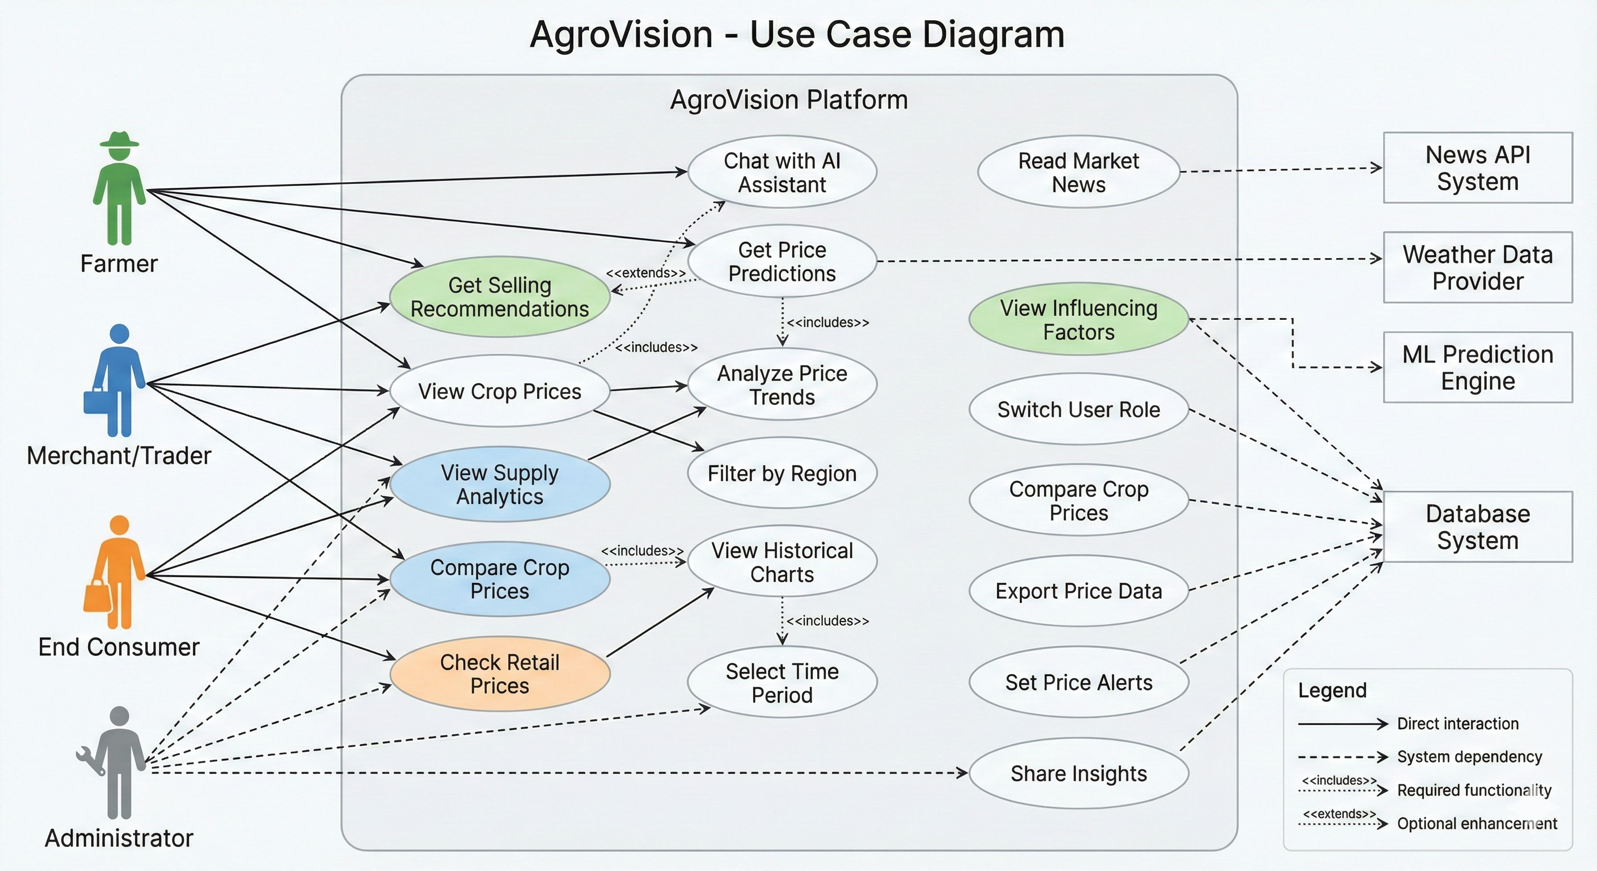 AgroVision - Use Case Diagram
AgroVision Platform
Farmer
Merchant/Trader
End Consumer
Administrator
Get Selling
Recommendations
View Crop Prices
View Supply
Analytics
Compare Crop
Prices
Check Retail
Prices
Chat with AI
Assistant
Get Price
Predictions
<<extends>>
<<includes>>
<<includes>>
Analyze Price
Trends
Filter by Region
<<includes>>
View Historical
Charts
<<includes>>
Select Time
Period
Read Market
News
View Influencing
Factors
Switch User Role
Compare Crop
Prices
Export Price Data
Set Price Alerts
Share Insights
News API
System
Weather Data
Provider
ML Prediction
Engine
Database
System
Legend
Direct interaction
System dependency
<<includes>> Required functionality
<<extends>> Optional enhancement